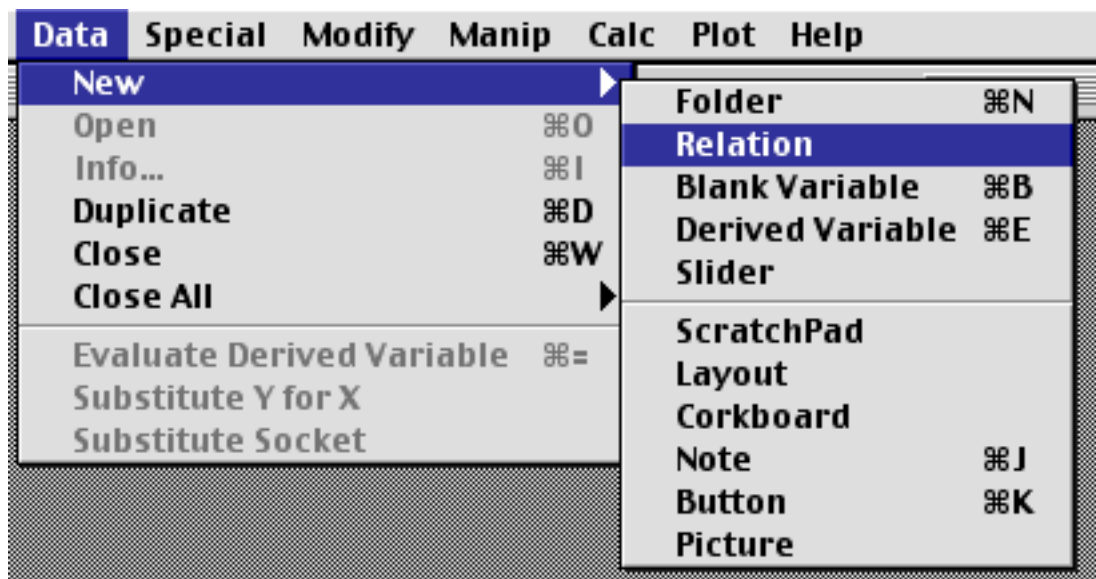 Data Special Modify Manip Calc Plot Help
New
Open ⌘O
Info... ⌘I
Duplicate ⌘D
Close ⌘W
Close All
Evaluate Derived Variable ⌘=
Substitute Y for X
Substitute Socket
Folder ⌘N
Relation
Blank Variable ⌘B
Derived Variable ⌘E
Slider
ScratchPad
Layout
Corkboard
Note ⌘J
Button ⌘K
Picture